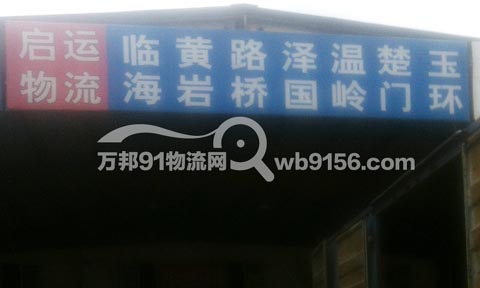 启运物流
临海 黄岩 路桥 泽国 温岭 楚门 玉环
万邦91物流网 wb9156.com